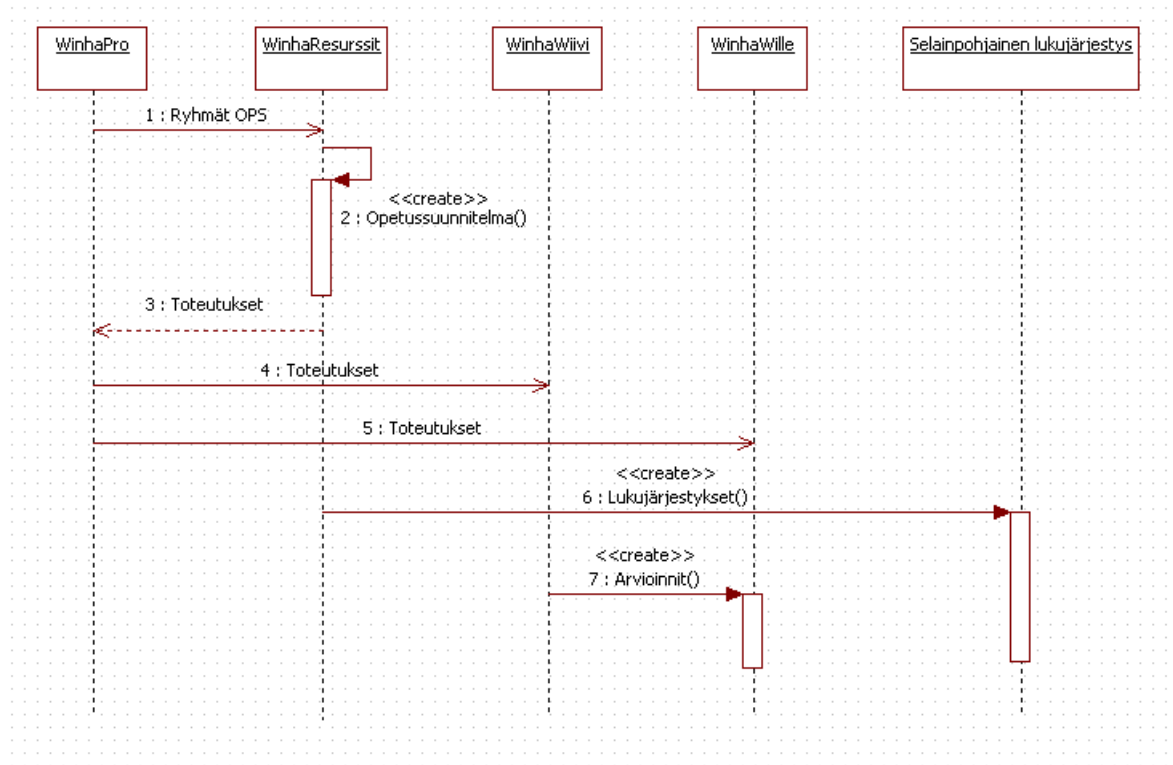 WinhaPro
WinhaResurssit
WinhaWiivi
WinhaWille
Selainpohjainen lukujärjestys
1 : Ryhmät OPS
<<create>>
2 : Opetussuunnitelma()
3 : Toteutukset
4 : Toteutukset
5 : Toteutukset
<<create>>
6 : Lukujärjestykset()
<<create>>
7 : Arvioinnit()